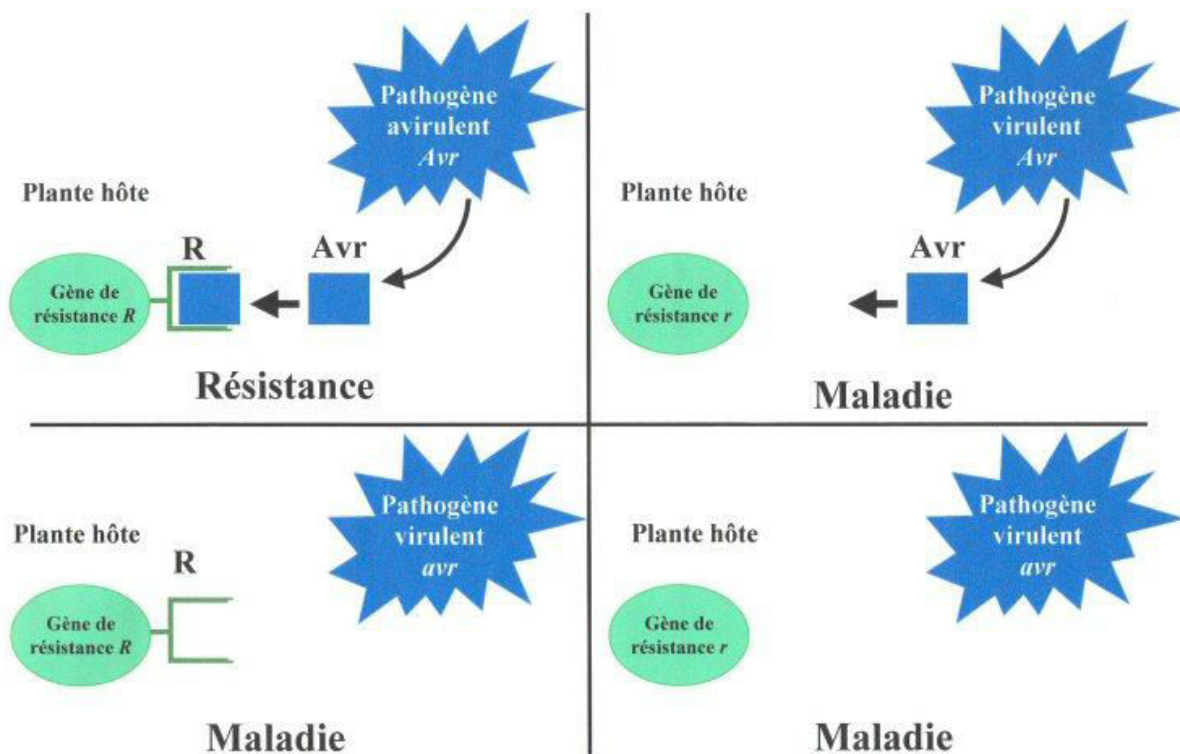 Pathogène
avirulent
Avr
Plante hôte
R
Avr
Gène de
résistance R
Résistance
Pathogène
virulent
Avr
Plante hôte
Avr
Gène de
résistance r
Maladie
Pathogène
virulent
avr
Plante hôte
R
Gène de
résistance R
Maladie
Pathogène
virulent
avr
Plante hôte
Gène de
résistance r
Maladie